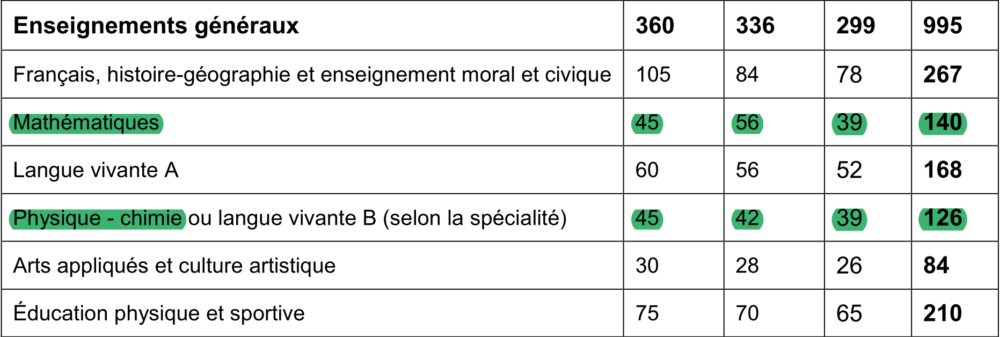 Enseignements généraux 360 336 299 995
Français, histoire-géographie et enseignement moral et civique 105 84 78 267
Mathématiques 45 56 39 140
Langue vivante A 60 56 52 168
Physique - chimie ou langue vivante B (selon la spécialité) 45 42 39 126
Arts appliqués et culture artistique 30 28 26 84
Éducation physique et sportive 75 70 65 210